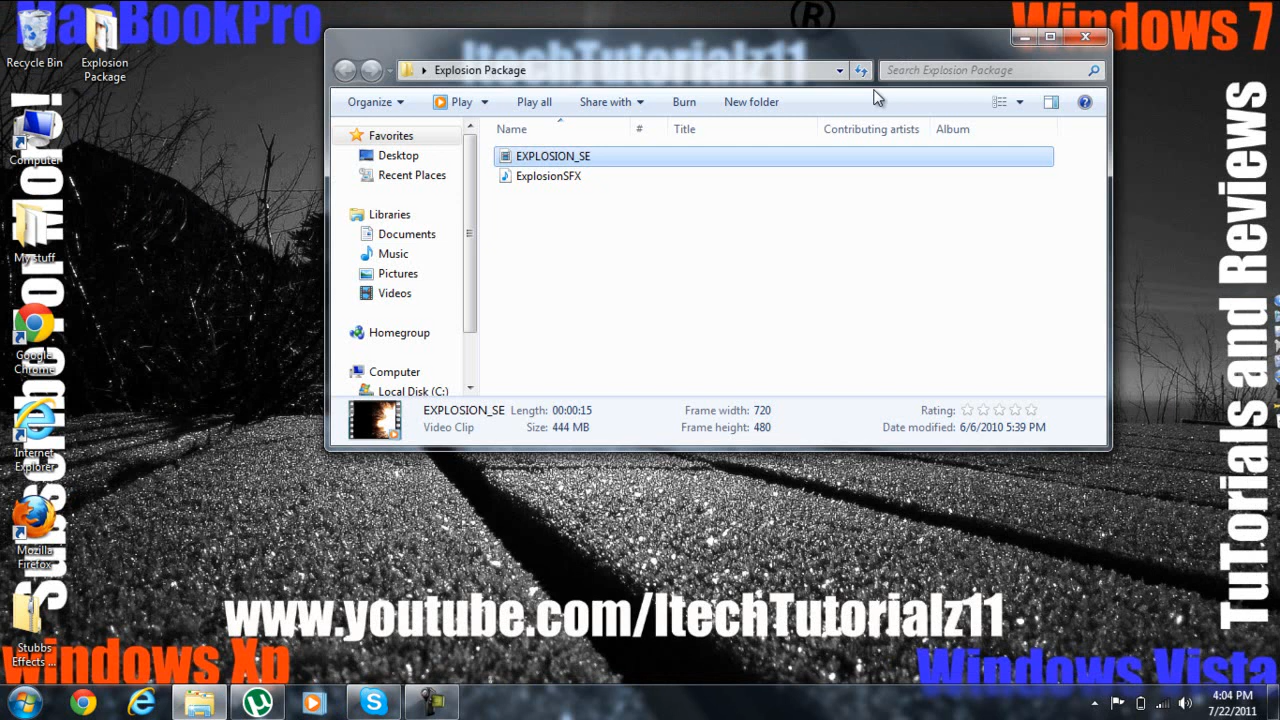 MacBookPro
®
Windows 7
ItechTutorialz11
Recycle Bin
Explosion
Package
Computer
My stuff
Google
Chrome
Internet
Explorer
Mozilla
Firefox
Stubbs
Effects ...
Subscribe For More!
Explosion Package
Search Explosion Package
Organize
Play
Play all
Share with
Burn
New folder
Name
#
Title
Contributing artists
Album
Favorites
Desktop
Recent Places
Libraries
Documents
Music
Pictures
Videos
Homegroup
Computer
Local Disk (C:)
EXPLOSION_SE
ExplosionSFX
EXPLOSION_SE Length: 00:00:15 Frame width: 720 Rating:
Video Clip Size: 444 MB Frame height: 480 Date modified: 6/6/2010 5:39 PM
TuTorials and Reviews
www.youtube.com/ItechTutorialz11
windows Xp
Windows Vista
4:04 PM
7/22/2011